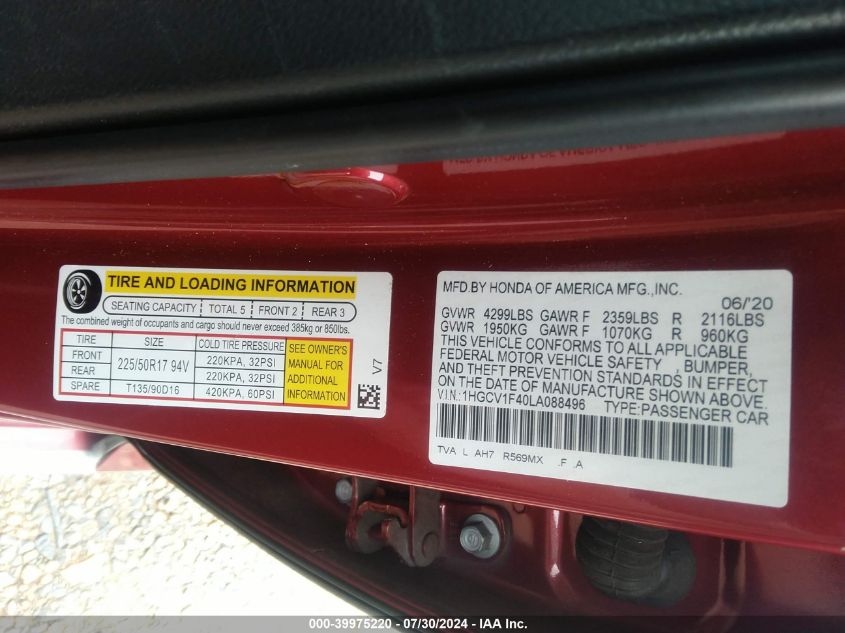 TIRE AND LOADING INFORMATION
SEATING CAPACITY TOTAL 5 FRONT 2 REAR 3
The combined weight of occupants and cargo should never exceed 385kg or 850lbs.
TIRE SIZE COLD TIRE PRESSURE
FRONT 225/50R17 94V 220KPA, 32PSI
REAR 220KPA, 32PSI
SPARE T135/90D16 420KPA, 60PSI
SEE OWNER'S
MANUAL FOR
ADDITIONAL
INFORMATION
V7
MFD.BY HONDA OF AMERICA MFG.,INC.
06/'20
GVWR 4299LBS GAWR F 2359LBS R 2116LBS
GVWR 1950KG GAWR F 1070KG R 960KG
THIS VEHICLE CONFORMS TO ALL APPLICABLE
FEDERAL MOTOR VEHICLE SAFETY , BUMPER,
AND THEFT PREVENTION STANDARDS IN EFFECT
ON THE DATE OF MANUFACTURE SHOWN ABOVE.
V.I.N.:1HGCV1F40LA088496 TYPE:PASSENGER CAR
TVA L AH7 R569MX .F .A
000-39975220 - 07/30/2024 - IAA Inc.